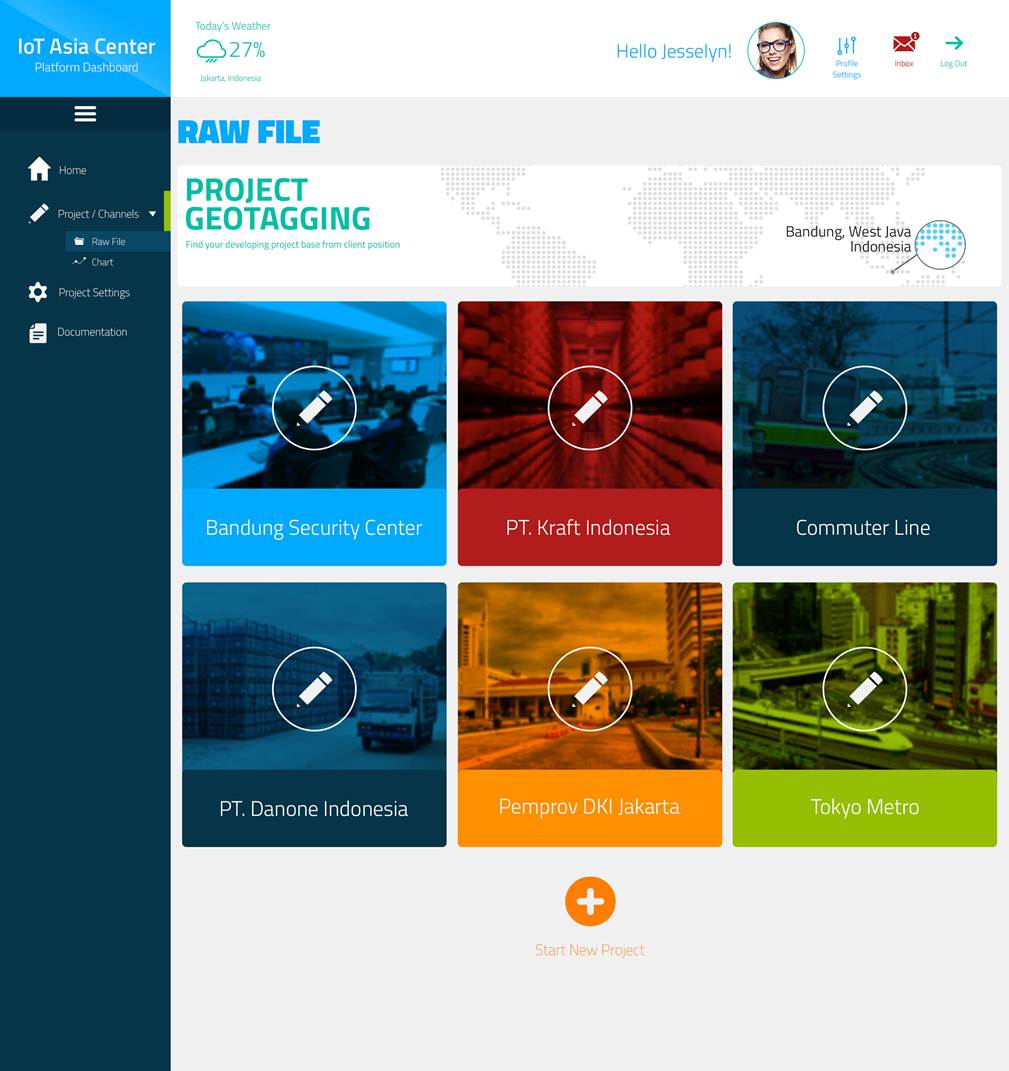 IoT Asia Center
Platform Dashboard
Today's Weather
27%
Jakarta, Indonesia
Hello Jesselyn!
Profile
Settings
1
Inbox
Log Out
Home
Project / Channels
Raw File
Chart
Project Settings
Documentation
RAW FILE
PROJECT
GEOTAGGING
Find your developing project base from client position
Bandung, West Java
Indonesia
Bandung Security Center
PT. Kraft Indonesia
Commuter Line
PT. Danone Indonesia
Pemprov DKI Jakarta
Tokyo Metro
Start New Project